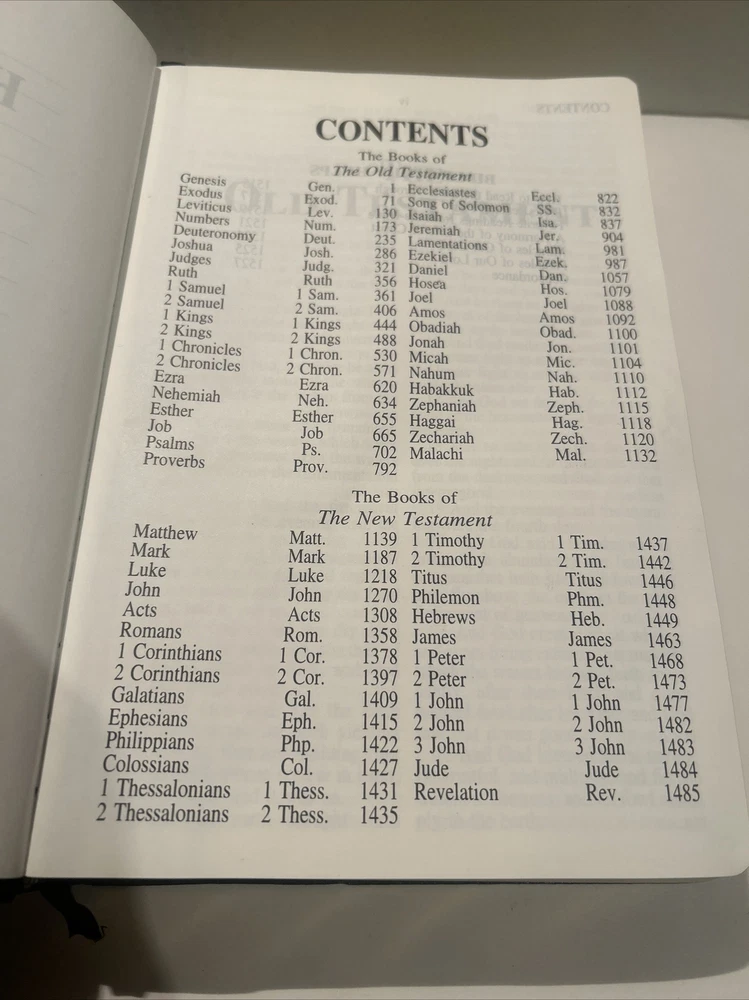 CONTENTS
CONTENTS
The Books of
The Old Testament
Genesis Gen. 1
Exodus Exod. 71
Leviticus Lev. 130
Numbers Num. 173
Deuteronomy Deut. 235
Joshua Josh. 286
Judges Judg. 321
Ruth Ruth 356
1 Samuel 1 Sam. 361
2 Samuel 2 Sam. 406
1 Kings 1 Kings 444
2 Kings 2 Kings 488
1 Chronicles 1 Chron. 530
2 Chronicles 2 Chron. 571
Ezra Ezra 620
Nehemiah Neh. 634
Esther Esther 655
Job Job 665
Psalms Ps. 702
Proverbs Prov. 792
Ecclesiastes Eccl. 822
Song of Solomon SS. 832
Isaiah Isa. 837
Jeremiah Jer. 904
Lamentations Lam. 981
Ezekiel Ezek. 987
Daniel Dan. 1057
Hosea Hos. 1079
Joel Joel 1088
Amos Amos 1092
Obadiah Obad. 1100
Jonah Jon. 1101
Micah Mic. 1104
Nahum Nah. 1110
Habakkuk Hab. 1112
Zephaniah Zeph. 1115
Haggai Hag. 1118
Zechariah Zech. 1120
Malachi Mal. 1132
The Books of
The New Testament
Matthew Matt. 1139
Mark Mark 1187
Luke Luke 1218
John John 1270
Acts Acts 1308
Romans Rom. 1358
1 Corinthians 1 Cor. 1378
2 Corinthians 2 Cor. 1397
Galatians Gal. 1409
Ephesians Eph. 1415
Philippians Php. 1422
Colossians Col. 1427
1 Thessalonians 1 Thess. 1431
2 Thessalonians 2 Thess. 1435
1 Timothy 1 Tim. 1437
2 Timothy 2 Tim. 1442
Titus Titus 1446
Philemon Phm. 1448
Hebrews Heb. 1449
James James 1463
1 Peter 1 Pet. 1468
2 Peter 2 Pet. 1473
1 John 1 John 1477
2 John 2 John 1482
3 John 3 John 1483
Jude Jude 1484
Revelation Rev. 1485